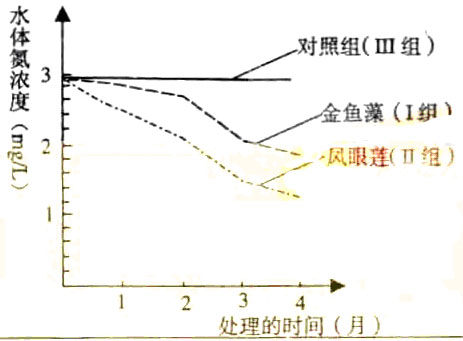 水体氮浓度(mg/L)
对照组(III组)
3
金鱼藻(I组)
2
凤眼莲(II组)
1
1 2 3 4
处理的时间(月)